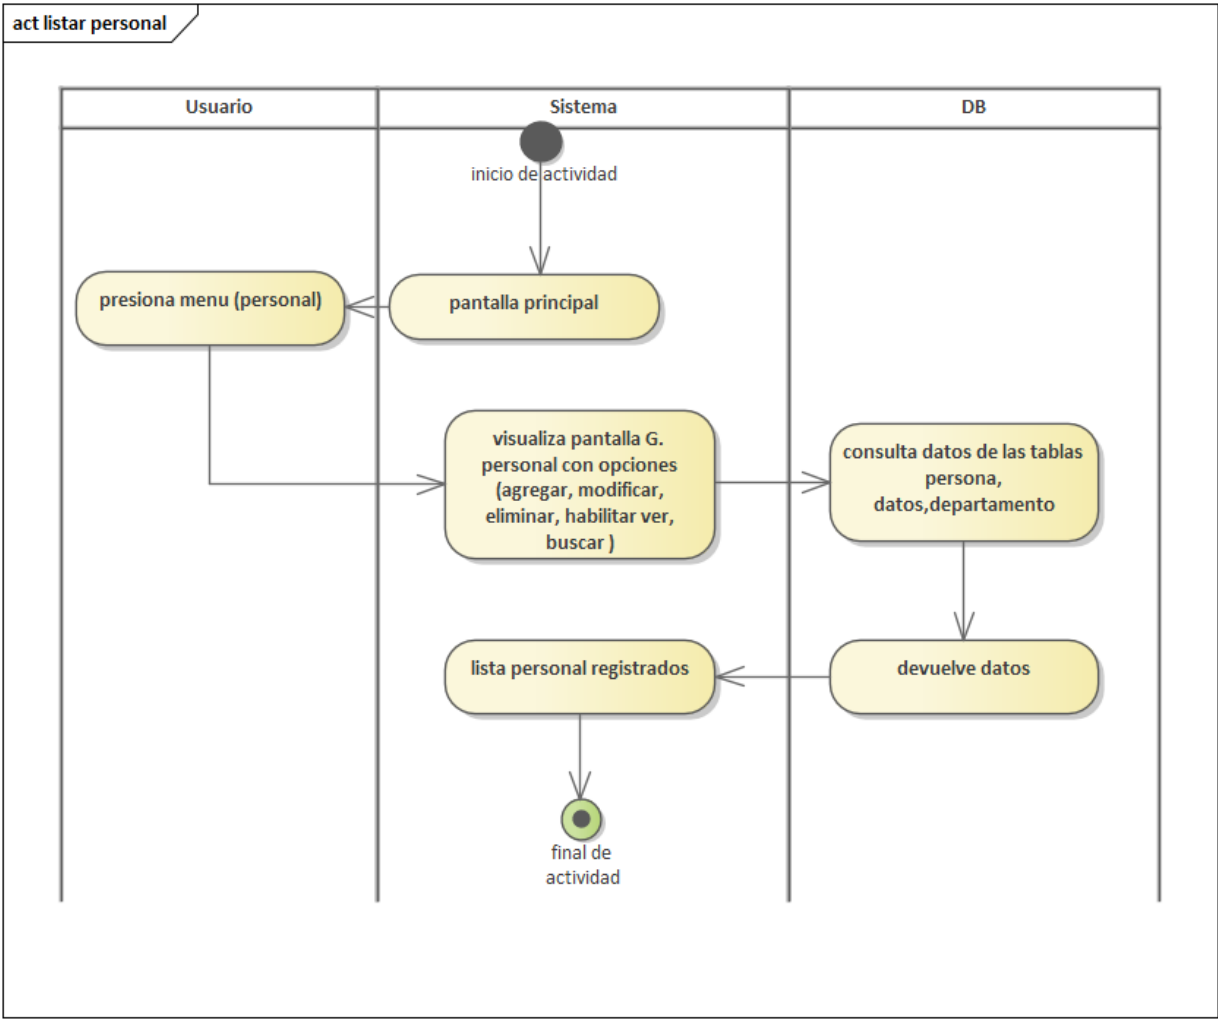 act listar personal
Usuario
Sistema
DB
inicio de actividad
presiona menu (personal)
pantalla principal
visualiza pantalla G.
personal con opciones
(agregar, modificar,
eliminar, habilitar ver,
buscar )
consulta datos de las tablas
persona,
datos,departamento
lista personal registrados
devuelve datos
final de
actividad